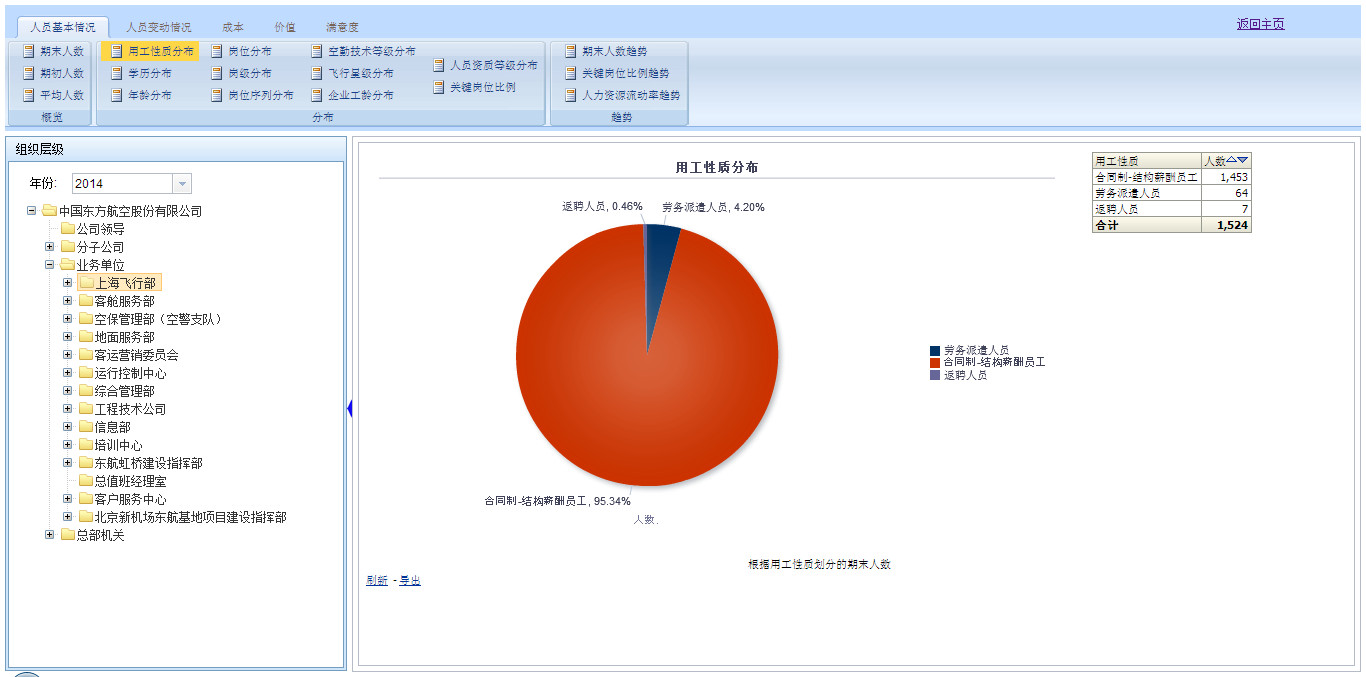 人员基本情况 人员变动情况 成本 价值 满意度 返回主页
期末人数 用工性质分布 岗位分布 空勤技术等级分布 人员资质等级分布 期末人数趋势
期初人数 学历分布 岗级分布 飞行星级分布 关键岗位比例 关键岗位比例趋势
平均人数 年龄分布 岗位序列分布 企业工龄分布 人力资源流动率趋势
概览 分布 趋势
组织层级
年份: 2014
中国东方航空股份有限公司
公司领导
分子公司
业务单位
上海飞行部
客舱服务部
空保管理部（空警支队）
地面服务部
客运营销委员会
运行控制中心
综合管理部
工程技术公司
信息部
培训中心
东航虹桥建设指挥部
总值班经理室
客户服务中心
北京新机场东航基地项目建设指挥部
总部机关
用工性质分布
返聘人员, 0.46% 劳务派遣人员, 4.20%
合同制-结构薪酬员工, 95.34%
人数.
劳务派遣人员
合同制-结构薪酬员工
返聘人员
根据用工性质划分的期末人数
刷新 - 导出
用工性质 人数
合同制-结构薪酬员工 1,453
劳务派遣人员 64
返聘人员 7
合计 1,524